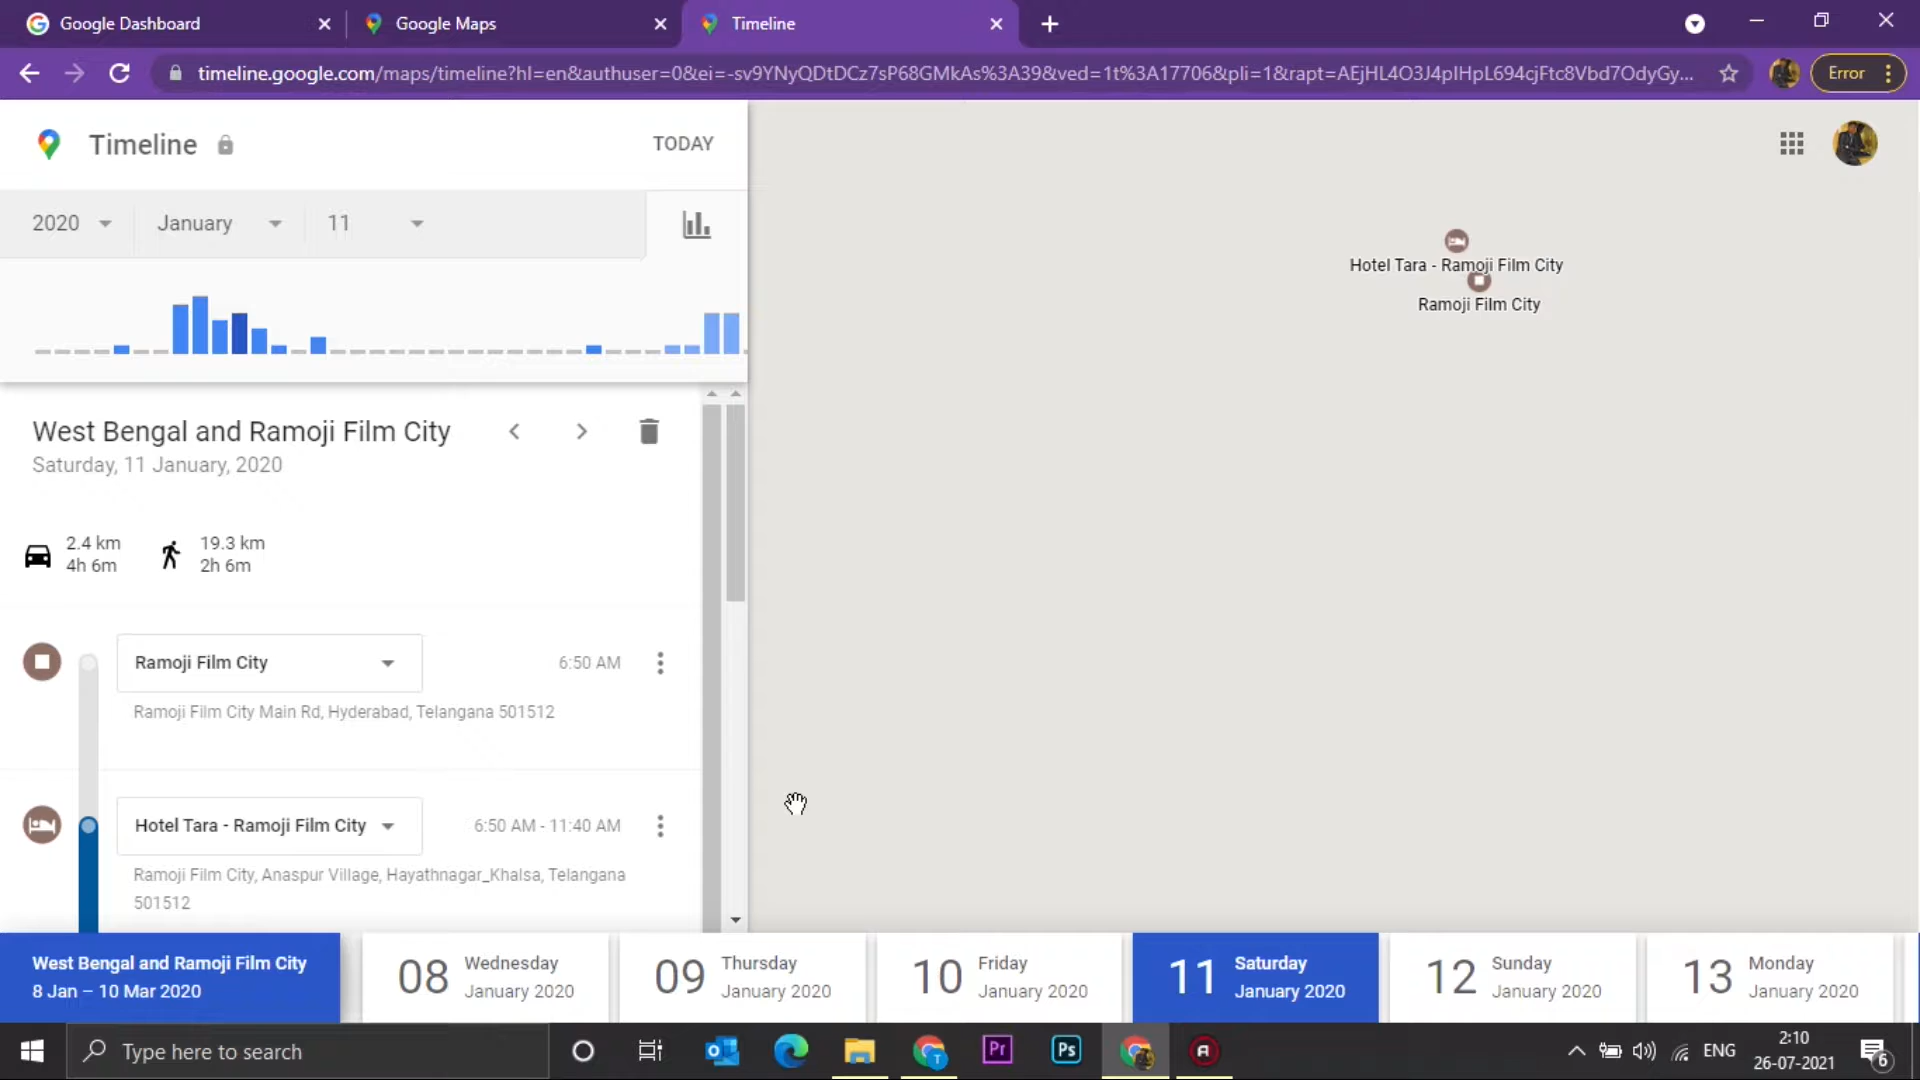 Google Dashboard
Google Maps
Timeline
timeline.google.com/maps/timeline?hl=en&authuser=0&ei=-sv9YNyQDtDCz7sP68GMkAs%3A39&ved=1t%3A17706&pli=1&rapt=AEjHL4O3J4pIHpL694cjFtc8Vbd7OdyGy...
Error
Timeline
TODAY
2020
January
11
West Bengal and Ramoji Film City
Saturday, 11 January, 2020
2.4 km
4h 6m
19.3 km
2h 6m
Ramoji Film City
6:50 AM
Ramoji Film City Main Rd, Hyderabad, Telangana 501512
Hotel Tara - Ramoji Film City
6:50 AM - 11:40 AM
Ramoji Film City, Anaspur Village, Hayathnagar_Khalsa, Telangana
501512
Hotel Tara - Ramoji Film City
Ramoji Film City
West Bengal and Ramoji Film City
8 Jan – 10 Mar 2020
08
Wednesday
January 2020
09
Thursday
January 2020
10
Friday
January 2020
11
Saturday
January 2020
12
Sunday
January 2020
13
Monday
January 2020
Type here to search
Pr
Ps
ENG
2:10
26-07-2021
6